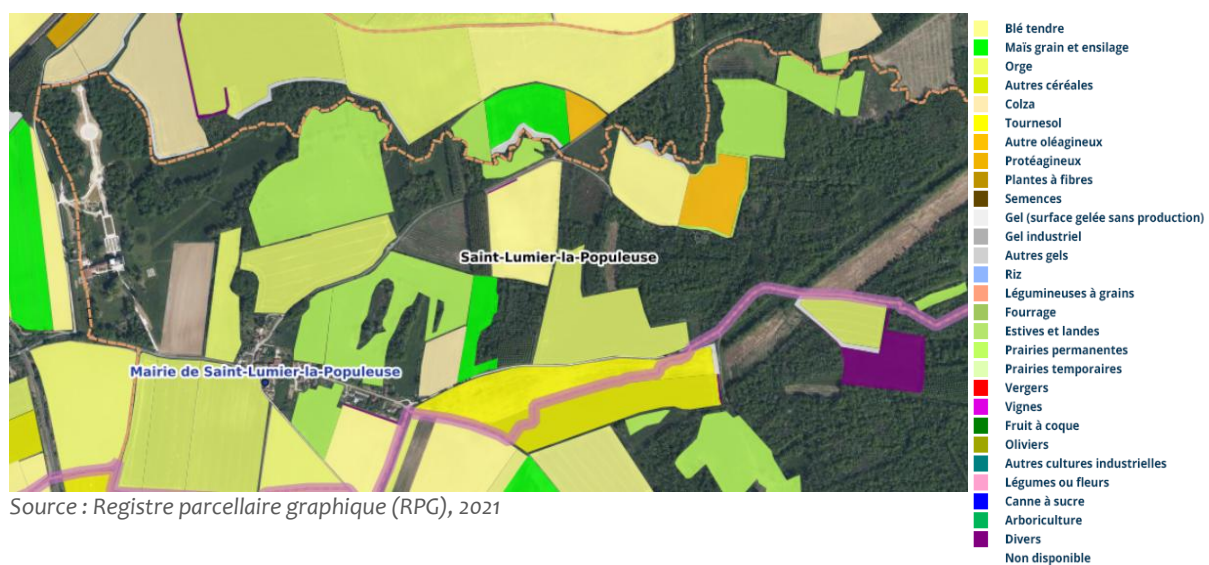 Saint-Lumier-la-Populeuse
Mairie de Saint-Lumier-la-Populeuse
Source : Registre parcellaire graphique (RPG), 2021
Blé tendre
Maïs grain et ensilage
Orge
Autres céréales
Colza
Tournesol
Autre oléagineux
Protéagineux
Plantes à fibres
Semences
Gel (surface gelée sans production)
Gel industriel
Autres gels
Riz
Légumineuses à grains
Fourrage
Estives et landes
Prairies permanentes
Prairies temporaires
Vergers
Vignes
Fruit à coque
Oliviers
Autres cultures industrielles
Légumes ou fleurs
Canne à sucre
Arboriculture
Divers
Non disponible